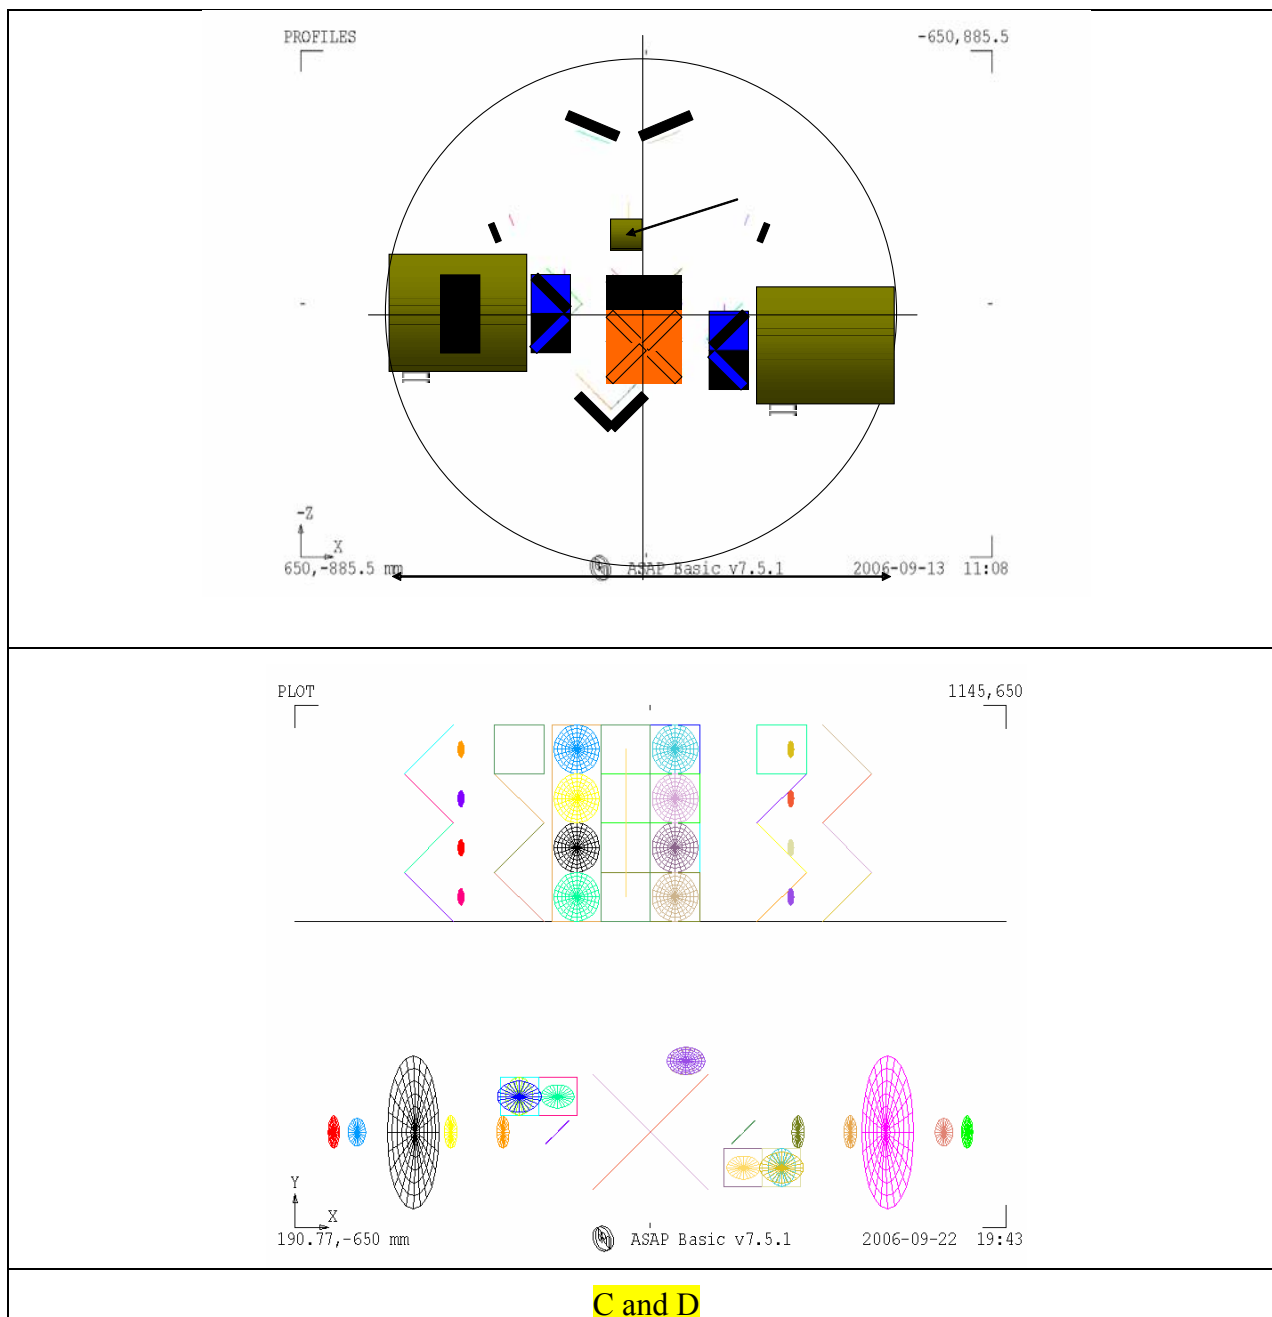 PROFILES -650,885.5
-Z
X
650,-885.5 mm ASAP Basic v7.5.1 2006-09-13 11:08
PLOT 1145,650
Y
X
190.77,-650 mm ASAP Basic v7.5.1 2006-09-22 19:43
C and D